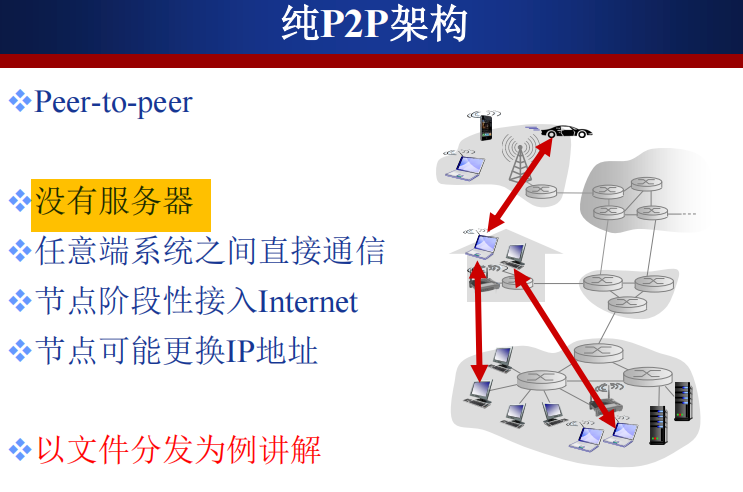 纯P2P架构
Peer-to-peer
没有服务器
任意端系统之间直接通信
节点阶段性接入Internet
节点可能更换IP地址
以文件分发为例讲解